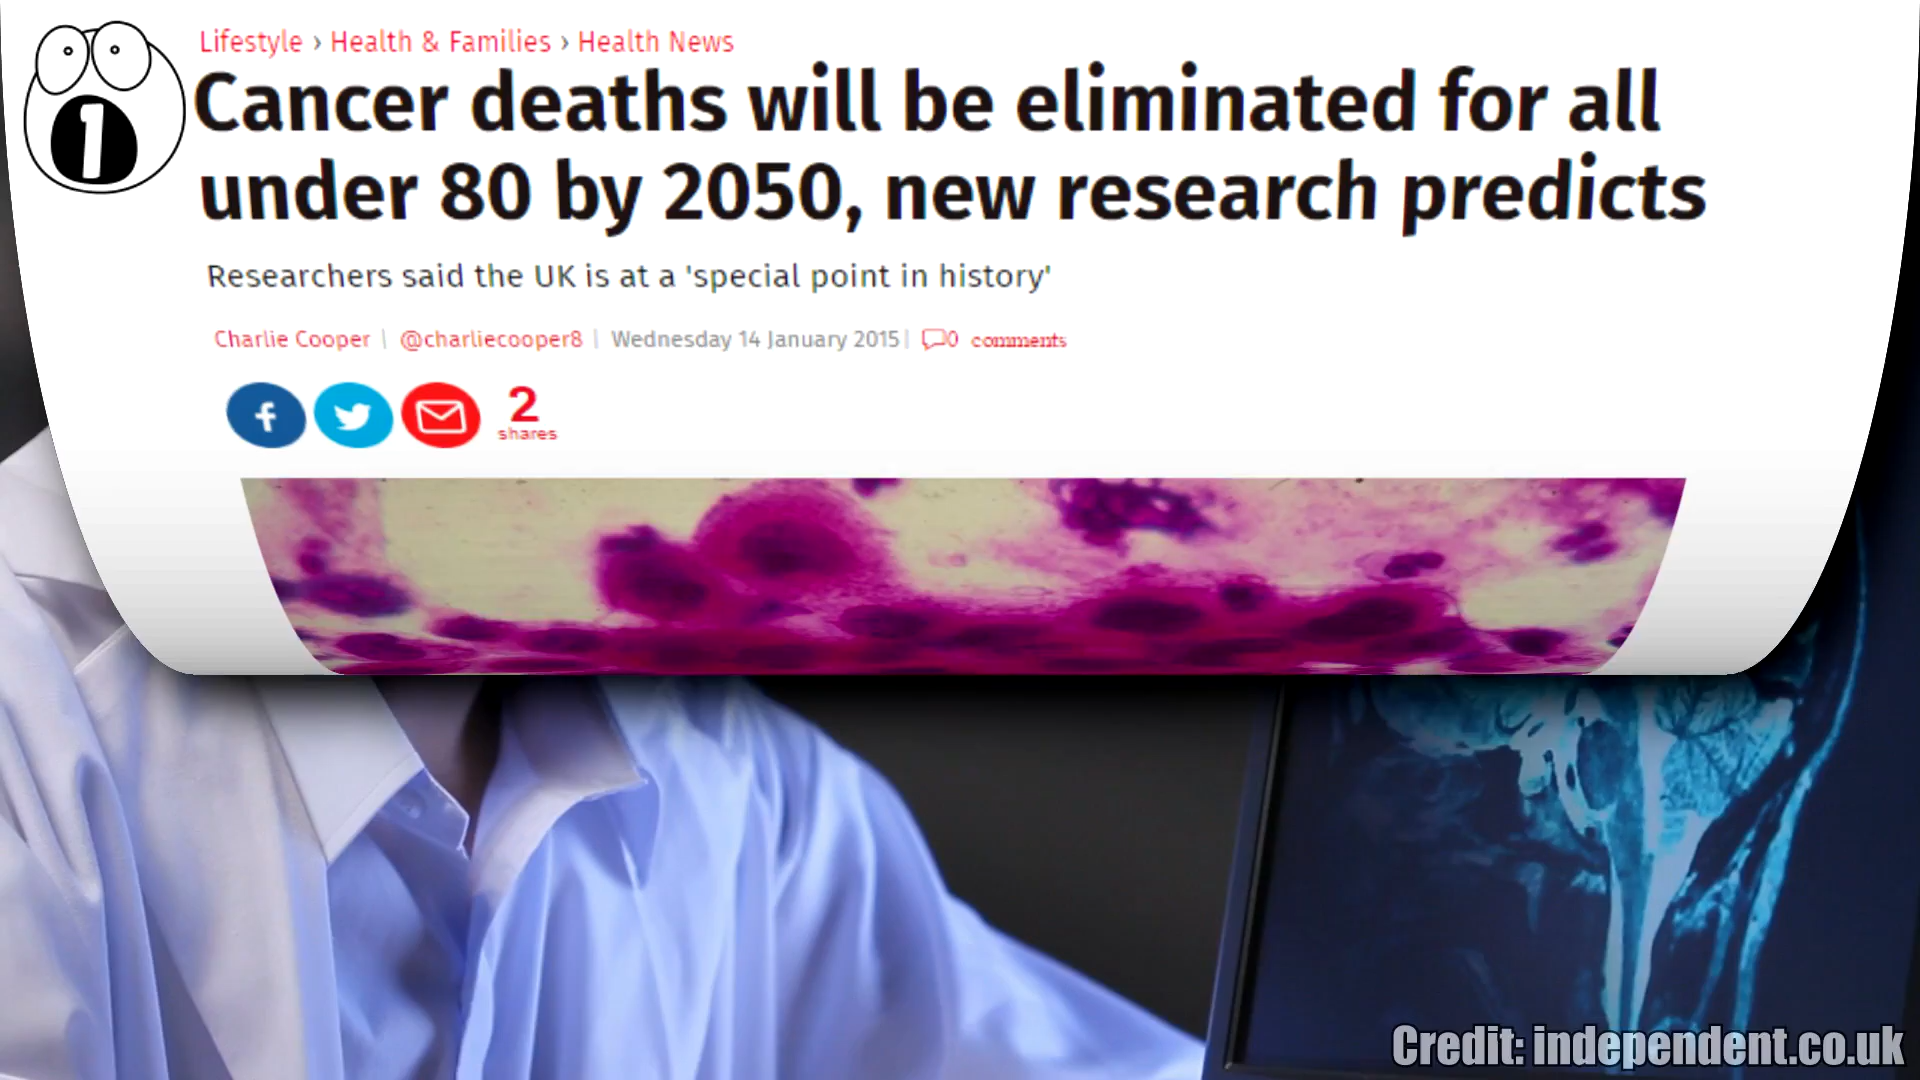 Lifestyle › Health & Families › Health News
Cancer deaths will be eliminated for all
under 80 by 2050, new research predicts
Researchers said the UK is at a 'special point in history'
Charlie Cooper | @charliecooper8 | Wednesday 14 January 2015 | 0 comments
2
shares
1
Credit: independent.co.uk